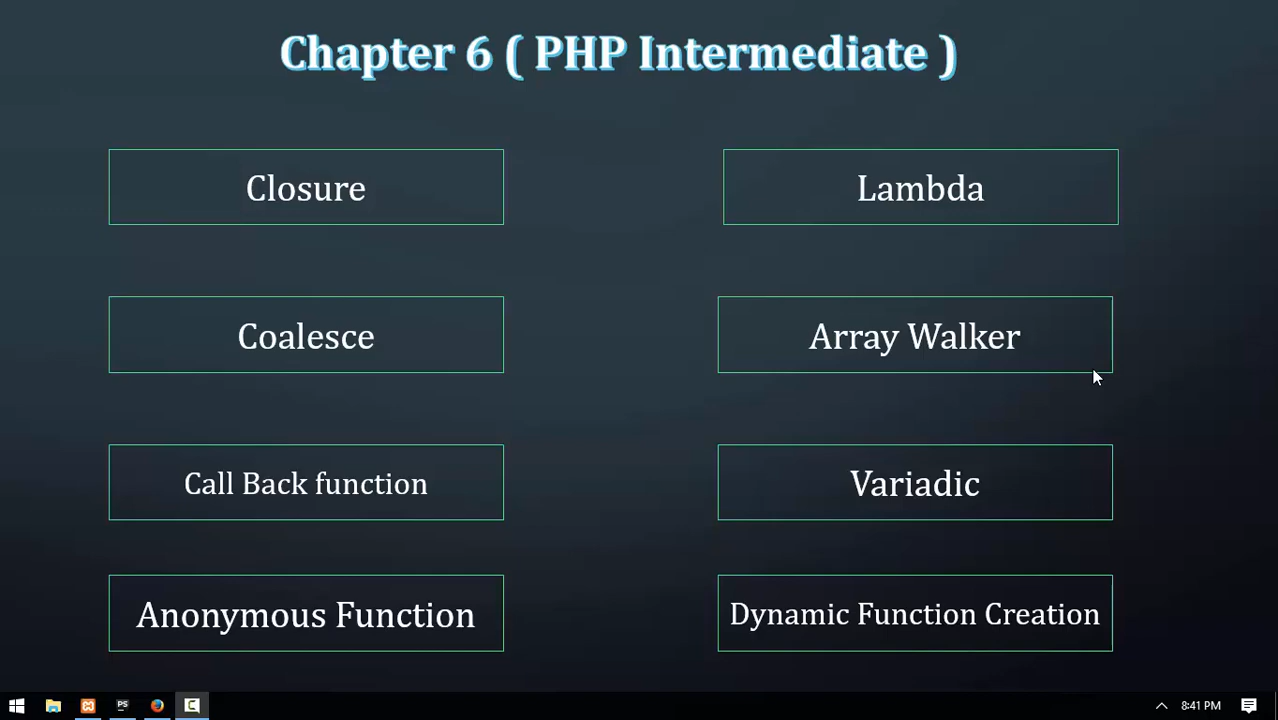 Chapter 6 ( PHP Intermediate )
Closure
Lambda
Coalesce
Array Walker
Call Back function
Variadic
Anonymous Function
Dynamic Function Creation
PS
C
8:41 PM